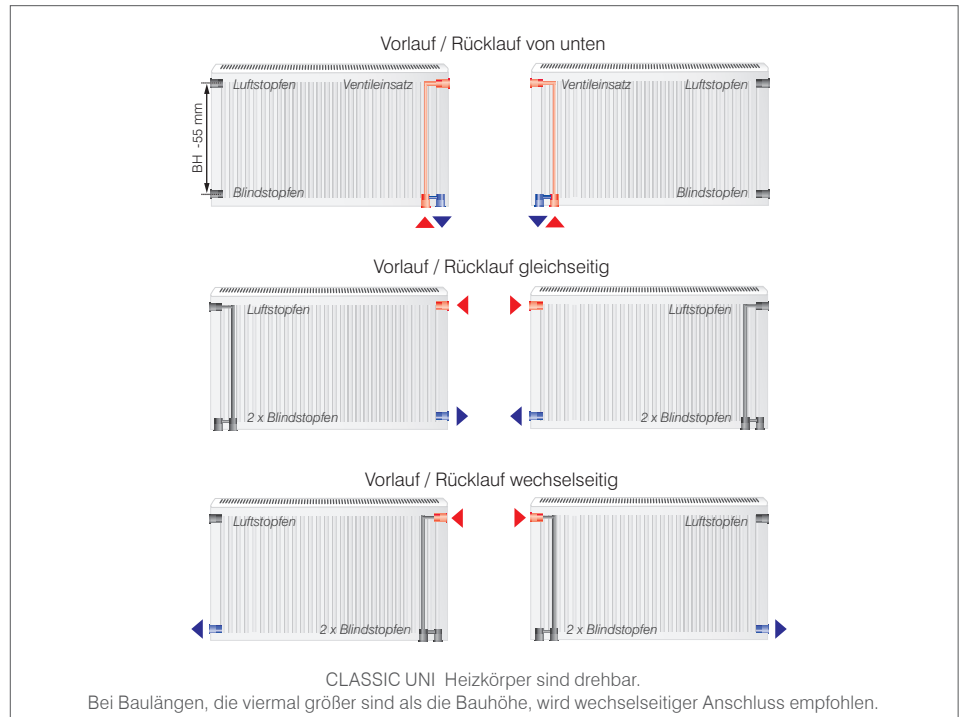 Vorlauf / Rücklauf von unten
Luftstopfen Ventileinsatz
Ventileinsatz Luftstopfen
BH -55 mm
Blindstopfen
Blindstopfen
Vorlauf / Rücklauf gleichseitig
Luftstopfen
Luftstopfen
2 x Blindstopfen
2 x Blindstopfen
Vorlauf / Rücklauf wechselseitig
Luftstopfen
Luftstopfen
2 x Blindstopfen
2 x Blindstopfen
CLASSIC UNI Heizkörper sind drehbar.
Bei Baulängen, die viermal größer sind als die Bauhöhe, wird wechselseitiger Anschluss empfohlen.